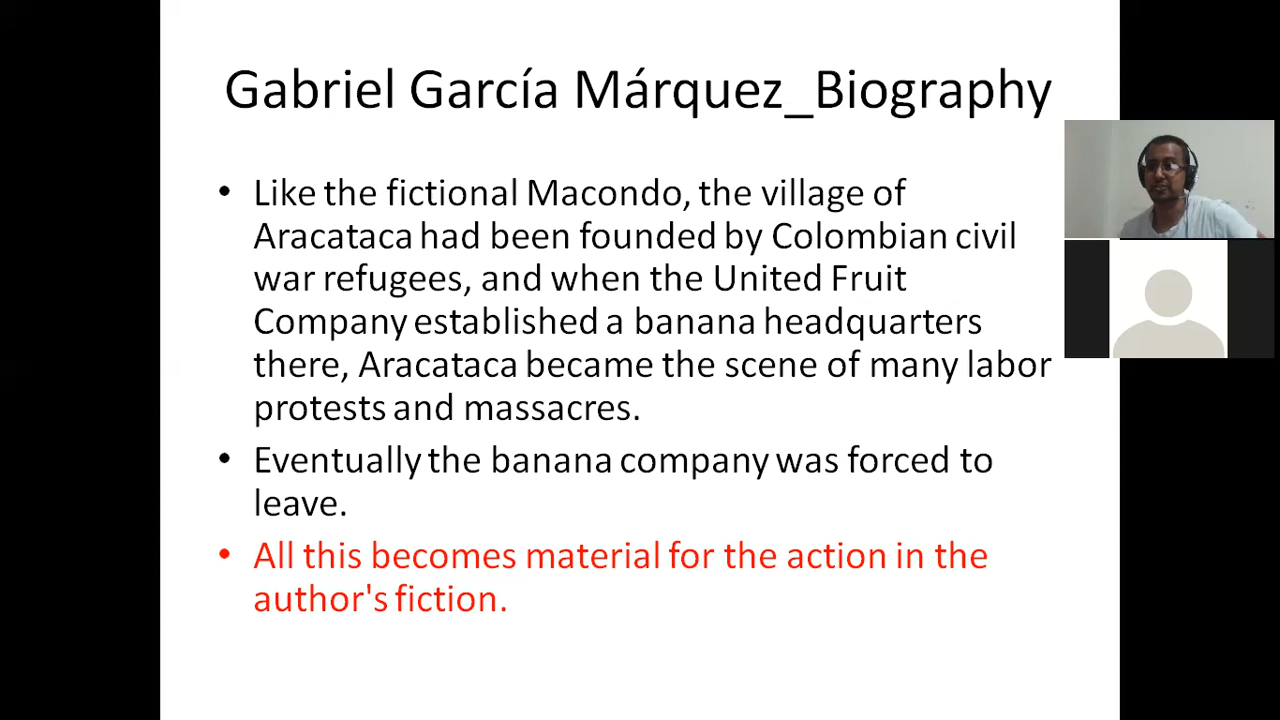 Gabriel García Márquez_Biography
• Like the fictional Macondo, the village of
Aracataca had been founded by Colombian civil
war refugees, and when the United Fruit
Company established a banana headquarters
there, Aracataca became the scene of many labor
protests and massacres.
• Eventually the banana company was forced to
leave.
• All this becomes material for the action in the
author's fiction.